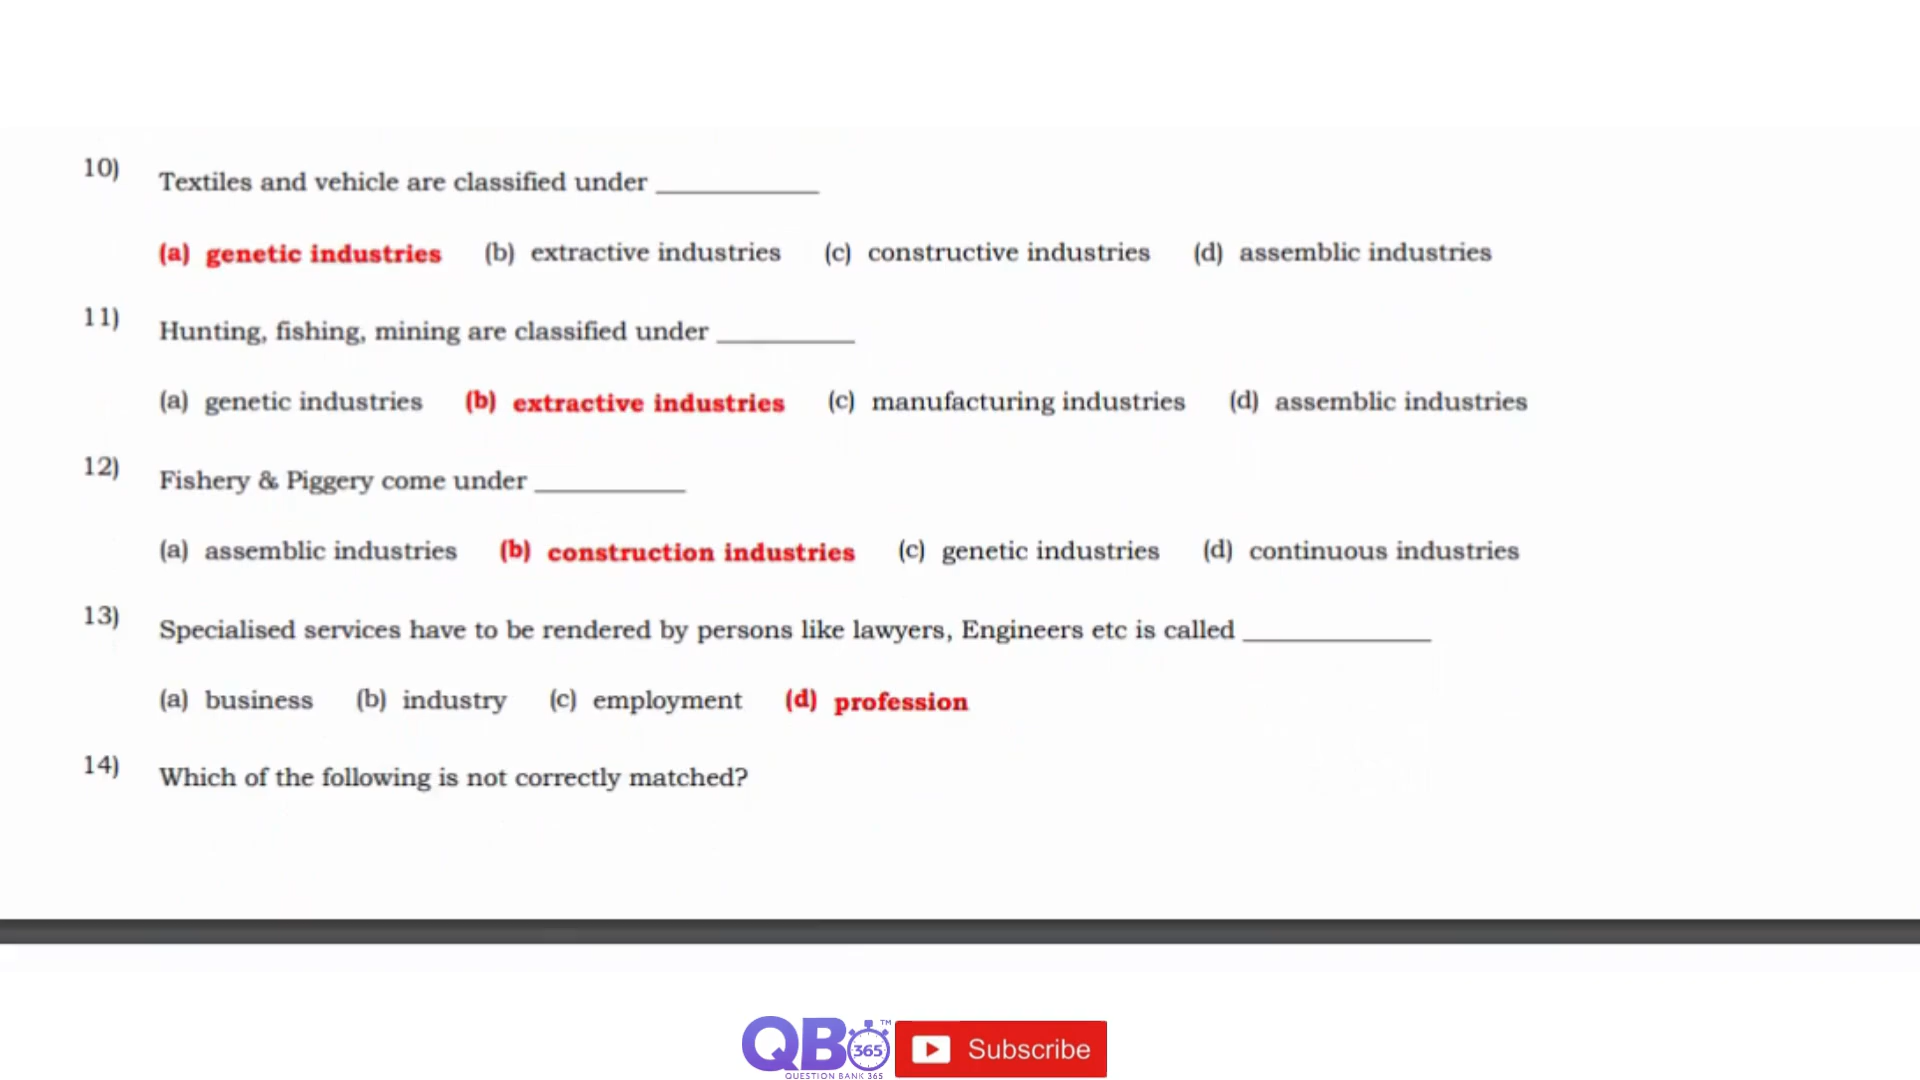 10) Textiles and vehicle are classified under ____________
(a) genetic industries (b) extractive industries (c) constructive industries (d) assemblic industries
11) Hunting, fishing, mining are classified under __________
(a) genetic industries (b) extractive industries (c) manufacturing industries (d) assemblic industries
12) Fishery & Piggery come under ___________
(a) assemblic industries (b) construction industries (c) genetic industries (d) continuous industries
13) Specialised services have to be rendered by persons like lawyers, Engineers etc is called ______________
(a) business (b) industry (c) employment (d) profession
14) Which of the following is not correctly matched?
QB 365 ™
QUESTION BANK 365
Subscribe